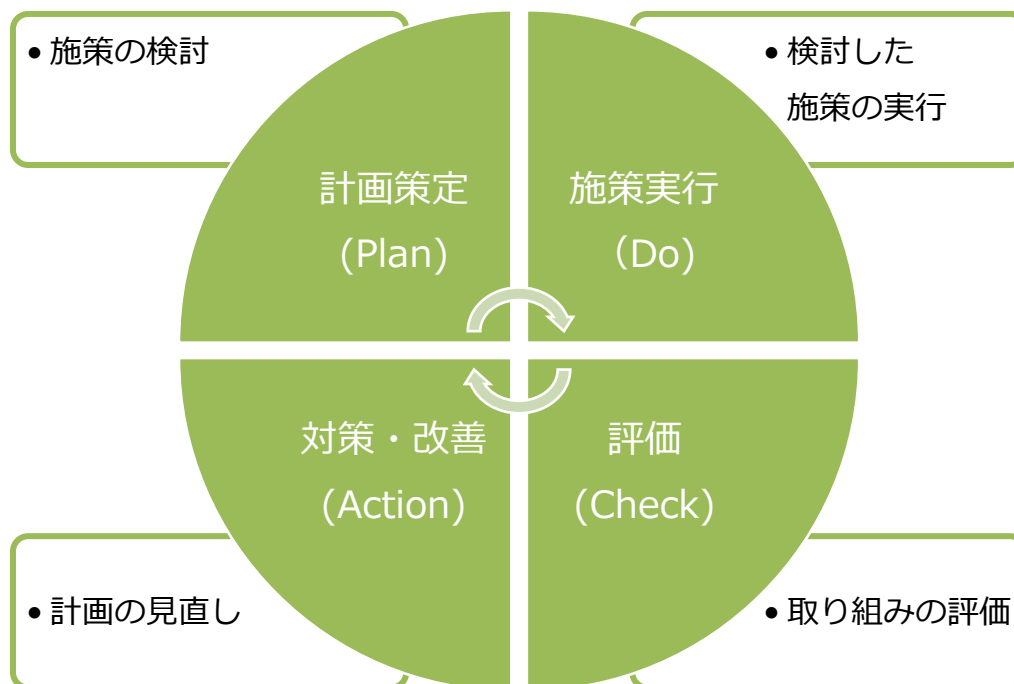 • 施策の検討
• 検討した
施策の実行
計画策定
(Plan)
施策実行
（Do)
対策・改善
(Action)
評価
(Check)
• 計画の見直し
• 取り組みの評価